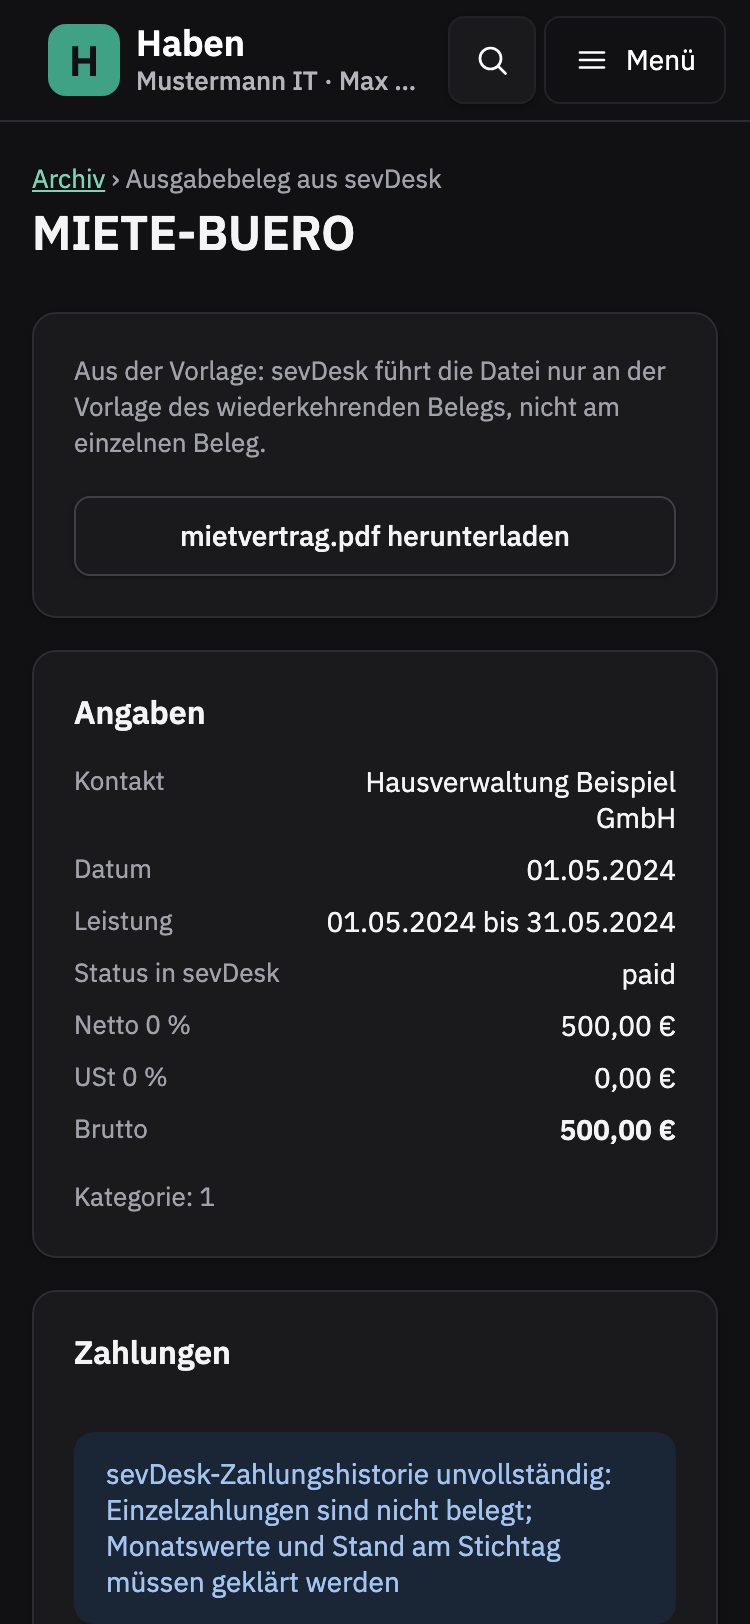 H
Haben
Mustermann IT · Max ...
Menü
Archiv › Ausgabebeleg aus sevDesk
MIETE-BUERO
Aus der Vorlage: sevDesk führt die Datei nur an der
Vorlage des wiederkehrenden Belegs, nicht am
einzelnen Beleg.
mietvertrag.pdf herunterladen
Angaben
Kontakt Hausverwaltung Beispiel
GmbH
Datum 01.05.2024
Leistung 01.05.2024 bis 31.05.2024
Status in sevDesk paid
Netto 0 % 500,00 €
USt 0 % 0,00 €
Brutto 500,00 €
Kategorie: 1
Zahlungen
sevDesk-Zahlungshistorie unvollständig:
Einzelzahlungen sind nicht belegt;
Monatswerte und Stand am Stichtag
müssen geklärt werden